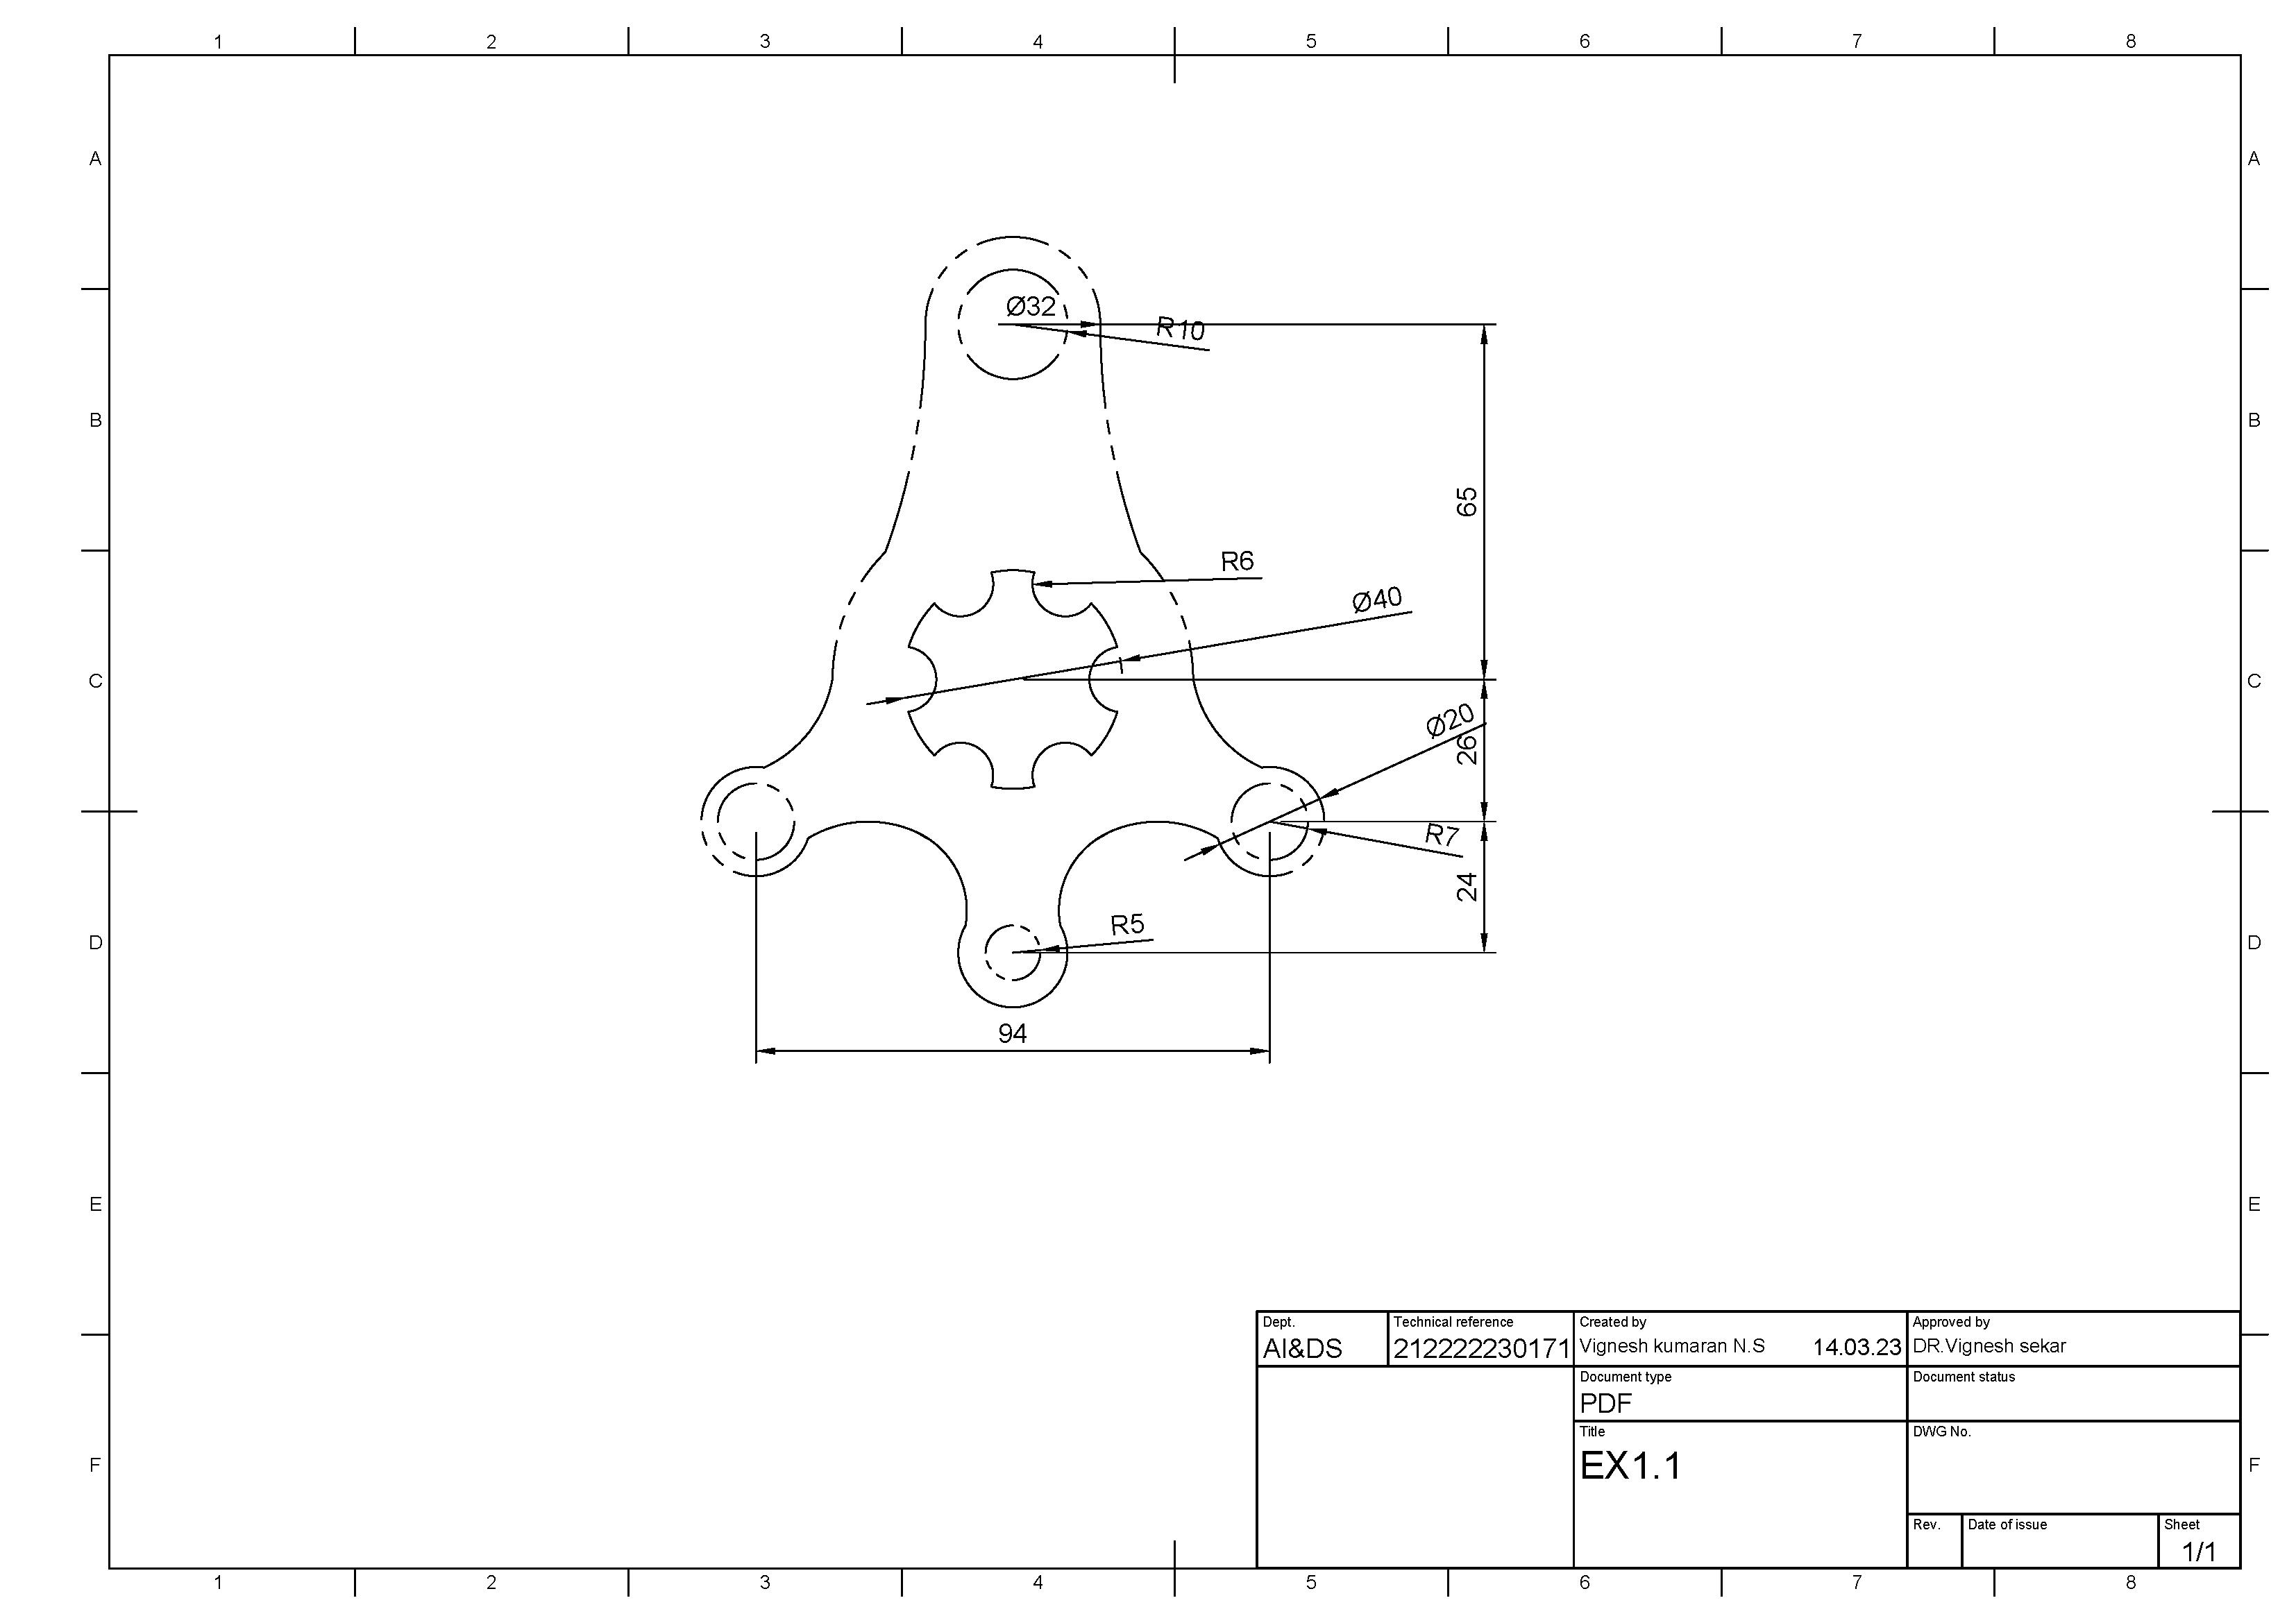 1 2 3 4 5 6 7 8
A A
B B
C C
D D
E E
F F
Ø32
R10
65
R6
Ø40
Ø20
26
R7
24
R5
94
Dept.
AI&DS
Technical reference
212222230171
Created by
Vignesh kumaran N.S 14.03.23
Approved by
DR.Vignesh sekar
Document type
PDF
Document status
Title
EX1.1
DWG No.
Rev.
Date of issue
Sheet
1/1
1 2 3 4 5 6 7 8